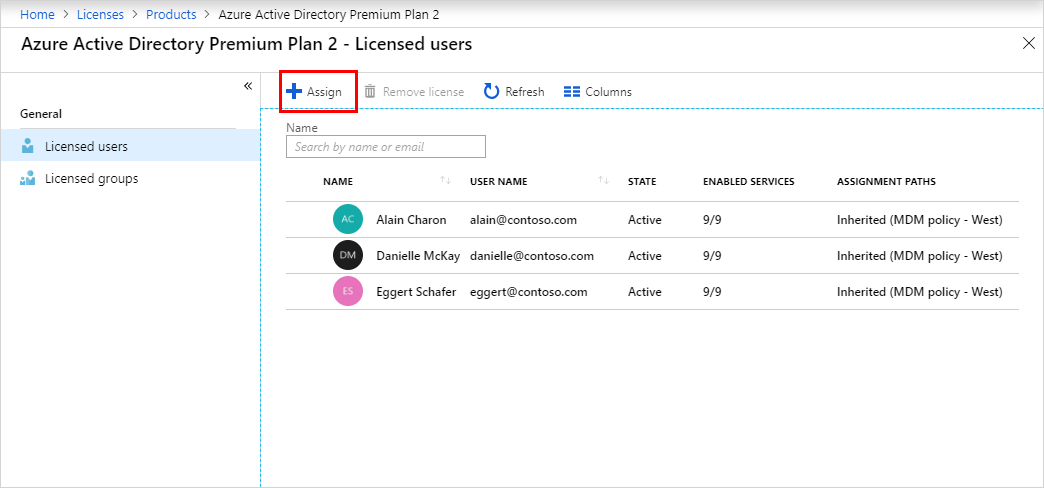 Home > Licenses > Products > Azure Active Directory Premium Plan 2
Azure Active Directory Premium Plan 2 - Licensed users
General
Licensed users
Licensed groups
Assign Remove license Refresh Columns
Name
Search by name or email
NAME USER NAME STATE ENABLED SERVICES ASSIGNMENT PATHS
AC Alain Charon alain@contoso.com Active 9/9 Inherited (MDM policy - West)
DM Danielle McKay danielle@contoso.com Active 9/9 Inherited (MDM policy - West)
ES Eggert Schafer eggert@contoso.com Active 9/9 Inherited (MDM policy - West)